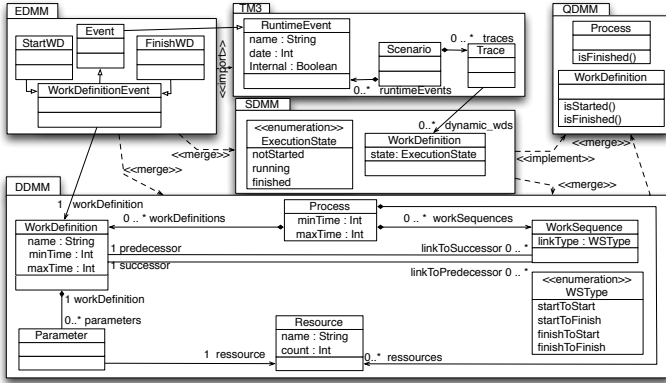 EDMM
Event
StartWD
FinishWD
WorkDefinitionEvent
<<import>>
TM3
RuntimeEvent
name : String
date : Int
Internal : Boolean
Scenario
0.. * traces
Trace
0..* runtimeEvents
QDMM
Process
isFinished()
WorkDefinition
isStarted()
isFinished()
SDMM
<<enumeration>>
ExecutionState
notStarted
running
finished
0..* dynamic_wds
WorkDefinition
state: ExecutionState
<<merge>>
<<implement>>
<<merge>>
<<merge>>
<<merge>>
DDMM
1 workDefinition
WorkDefinition
name : String
minTime : Int
maxTime : Int
0.. * workDefinitions
Process
minTime : Int
maxTime : Int
0.. * workSequences
WorkSequence
linkType : WSType
1 predecessor
linkToSuccessor 0.. *
1 successor
linkToPredecessor 0.. *
<<enumeration>>
WSType
startToStart
startToFinish
finishToStart
finishToFinish
1 workDefinition
0..* parameters
Parameter
Resource
name : String
count : Int
1 ressource
0..* ressources